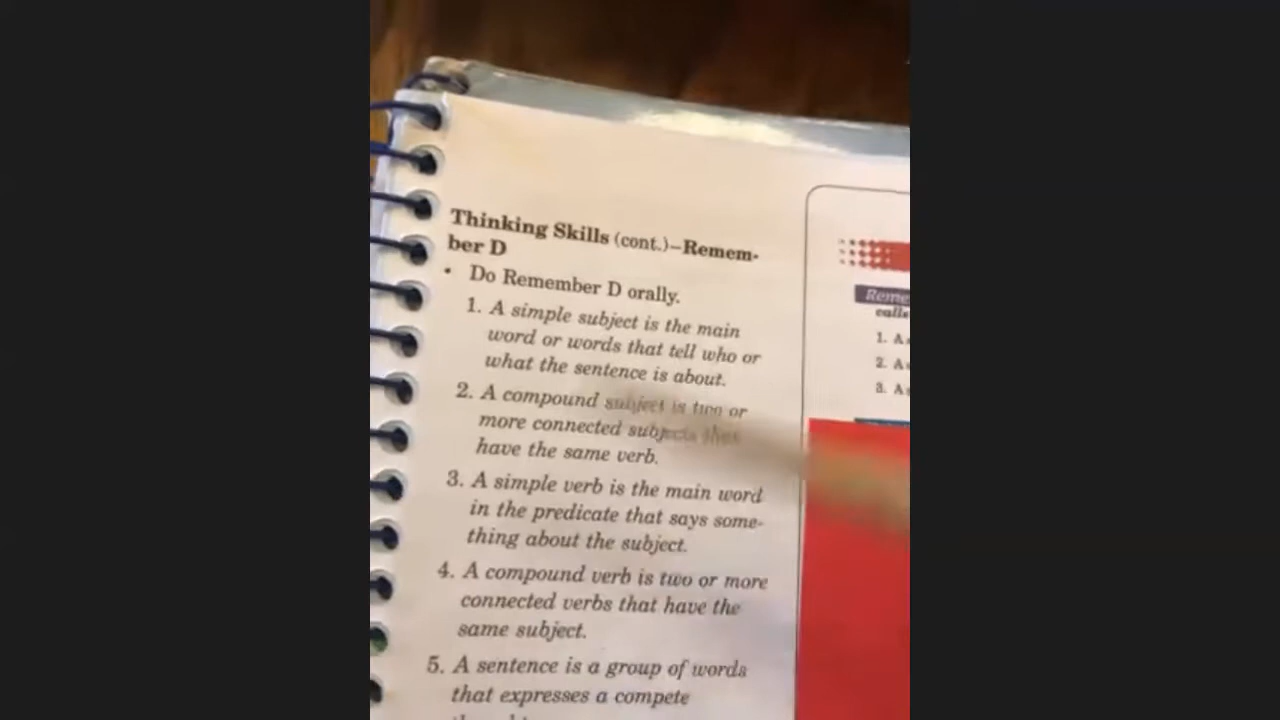 Thinking Skills (cont.)–Remem-
ber D
• Do Remember D orally.
1. A simple subject is the main
word or words that tell who or
what the sentence is about.
2. A compound subject is two or
more connected subjects that
have the same verb.
3. A simple verb is the main word
in the predicate that says some-
thing about the subject.
4. A compound verb is two or more
connected verbs that have the
same subject.
5. A sentence is a group of words
that expresses a compete
Reme
calls
1. A
2. A
3. A